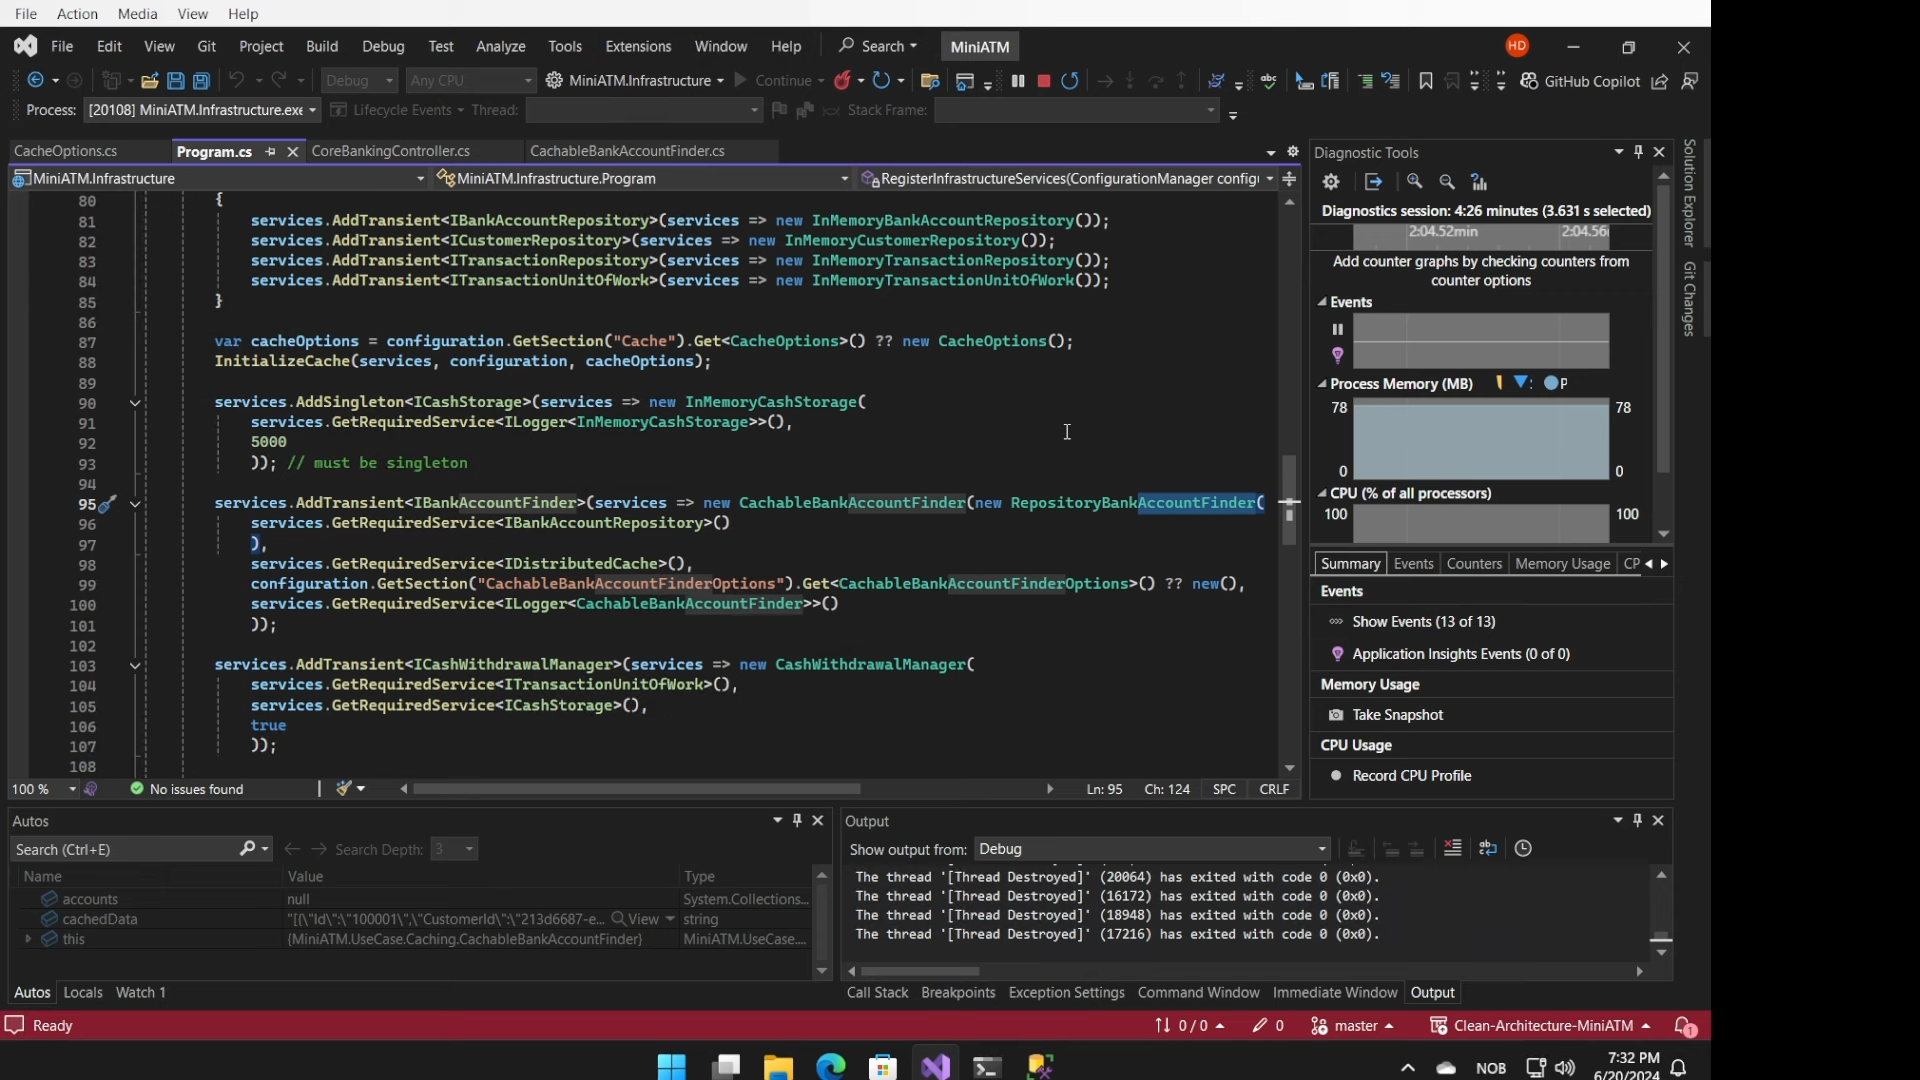 File Action Media View Help
File Edit View Git Project Build Debug Test Analyze Tools Extensions Window Help Search MiniATM HD
Debug Any CPU MiniATM.Infrastructure Continue GitHub Copilot
Process: [20108] MiniATM.Infrastructure.exe Lifecycle Events Thread: Stack Frame:
CacheOptions.cs Program.cs CoreBankingController.cs CachableBankAccountFinder.cs
MiniATM.Infrastructure MiniATM.Infrastructure.Program RegisterInfrastructureServices(ConfigurationManager configu
80 {
81 services.AddTransient<IBankAccountRepository>(services => new InMemoryBankAccountRepository());
82 services.AddTransient<ICustomerRepository>(services => new InMemoryCustomerRepository());
83 services.AddTransient<ITransactionRepository>(services => new InMemoryTransactionRepository());
84 services.AddTransient<ITransactionUnitOfWork>(services => new InMemoryTransactionUnitOfWork());
85 }
86
87 var cacheOptions = configuration.GetSection("Cache").Get<CacheOptions>() ?? new CacheOptions();
88 InitializeCache(services, configuration, cacheOptions);
89
90 services.AddSingleton<ICashStorage>(services => new InMemoryCashStorage(
91 services.GetRequiredService<ILogger<InMemoryCashStorage>>(),
92 5000
93 )); // must be singleton
94
95 services.AddTransient<IBankAccountFinder>(services => new CachableBankAccountFinder(new RepositoryBankAccountFinder(
96 services.GetRequiredService<IBankAccountRepository>()
97 ),
98 services.GetRequiredService<IDistributedCache>(),
99 configuration.GetSection("CachableBankAccountFinderOptions").Get<CachableBankAccountFinderOptions>() ?? new(),
100 services.GetRequiredService<ILogger<CachableBankAccountFinder>>()
101 ));
102
103 services.AddTransient<ICashWithdrawalManager>(services => new CashWithdrawalManager(
104 services.GetRequiredService<ITransactionUnitOfWork>(),
105 services.GetRequiredService<ICashStorage>(),
106 true
107 ));
108
100 % No issues found Ln: 95 Ch: 124 SPC CRLF
Diagnostic Tools
Diagnostics session: 4:26 minutes (3.631 s selected)
2:04.52min 2:04.56
Add counter graphs by checking counters from
counter options
Events
Process Memory (MB) P
78 78
0 0
CPU (% of all processors)
100 100
Summary Events Counters Memory Usage CP
Events
Show Events (13 of 13)
Application Insights Events (0 of 0)
Memory Usage
Take Snapshot
CPU Usage
Record CPU Profile
Solution Explorer
Git Changes
Autos
Search (Ctrl+E) Search Depth: 3
Name Value Type
accounts null System.Collections...
cachedData "[{\"Id\":\"100001\",\"CustomerId\":\"213d6687-e... View string
this {MiniATM.UseCase.Caching.CachableBankAccountFinder} MiniATM.UseCase....
Autos Locals Watch 1
Output
Show output from: Debug
The thread '[Thread Destroyed]' (20064) has exited with code 0 (0x0).
The thread '[Thread Destroyed]' (16172) has exited with code 0 (0x0).
The thread '[Thread Destroyed]' (18948) has exited with code 0 (0x0).
The thread '[Thread Destroyed]' (17216) has exited with code 0 (0x0).
Call Stack Breakpoints Exception Settings Command Window Immediate Window Output
Ready 0 / 0 0 master Clean-Architecture-MiniATM 1
NOB 7:32 PM
6/20/2024